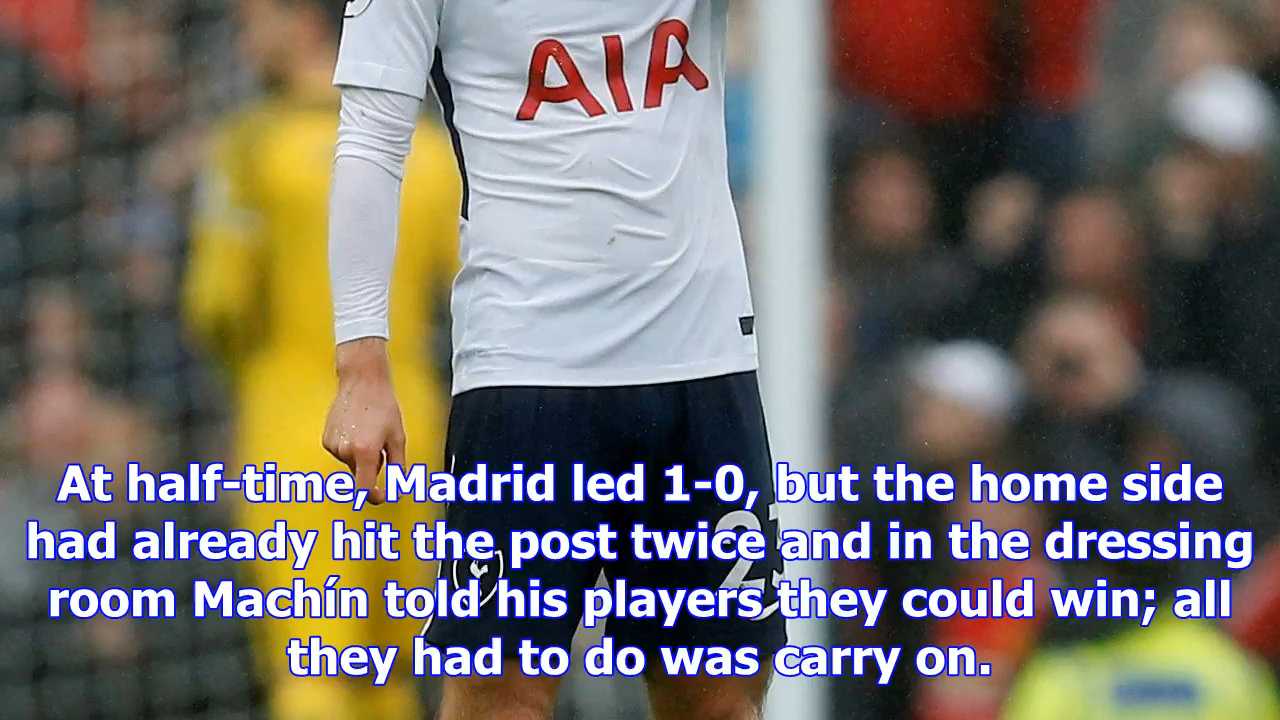 AIA
At half-time, Madrid led 1-0, but the home side
had already hit the post twice and in the dressing
room Machín told his players they could win; all
they had to do was carry on.